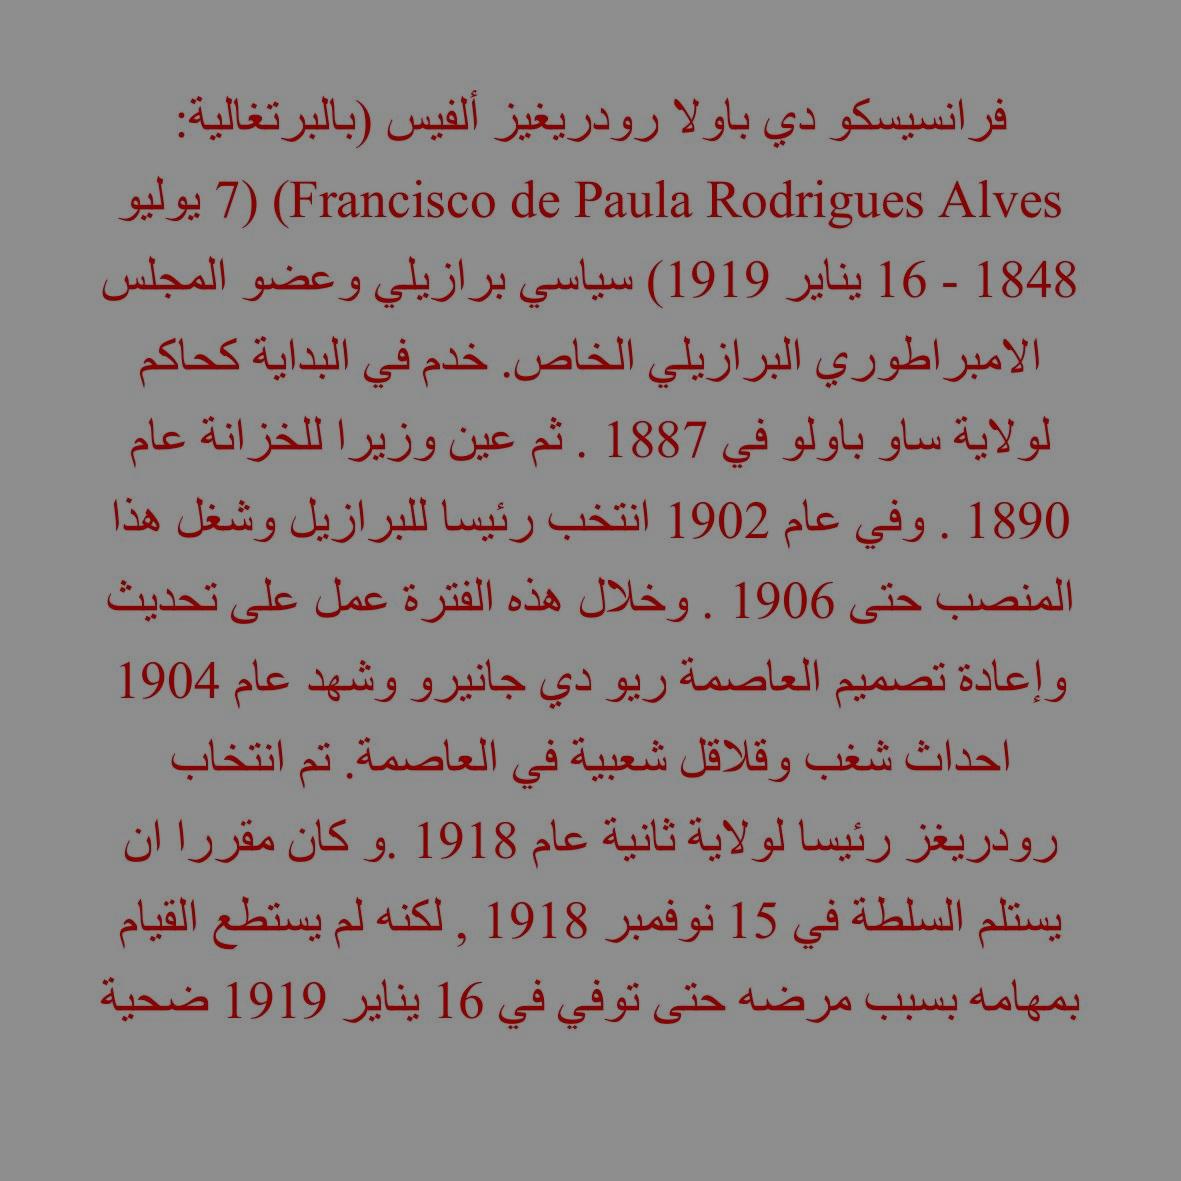 فرانسيسكو دي باولا رودريغيز ألفيس (بالبرتغالية:
Francisco de Paula Rodrigues Alves) (7 يوليو
1848 - 16 يناير 1919) سياسي برازيلي وعضو المجلس
الامبراطوري البرازيلي الخاص. خدم في البداية كحاكم
لولاية ساو باولو في 1887 . ثم عين وزيرا للخزانة عام
1890 . وفي عام 1902 انتخب رئيسا للبرازيل وشغل هذا
المنصب حتى 1906 . وخلال هذه الفترة عمل على تحديث
وإعادة تصميم العاصمة ريو دي جانيرو وشهد عام 1904
احداث شغب وقلاقل شعبية في العاصمة. تم انتخاب
رودريغز رئيسا لولاية ثانية عام 1918 .و كان مقررا ان
يستلم السلطة في 15 نوفمبر 1918 , لكنه لم يستطع القيام
بمهامه بسبب مرضه حتى توفي في 16 يناير 1919 ضحية